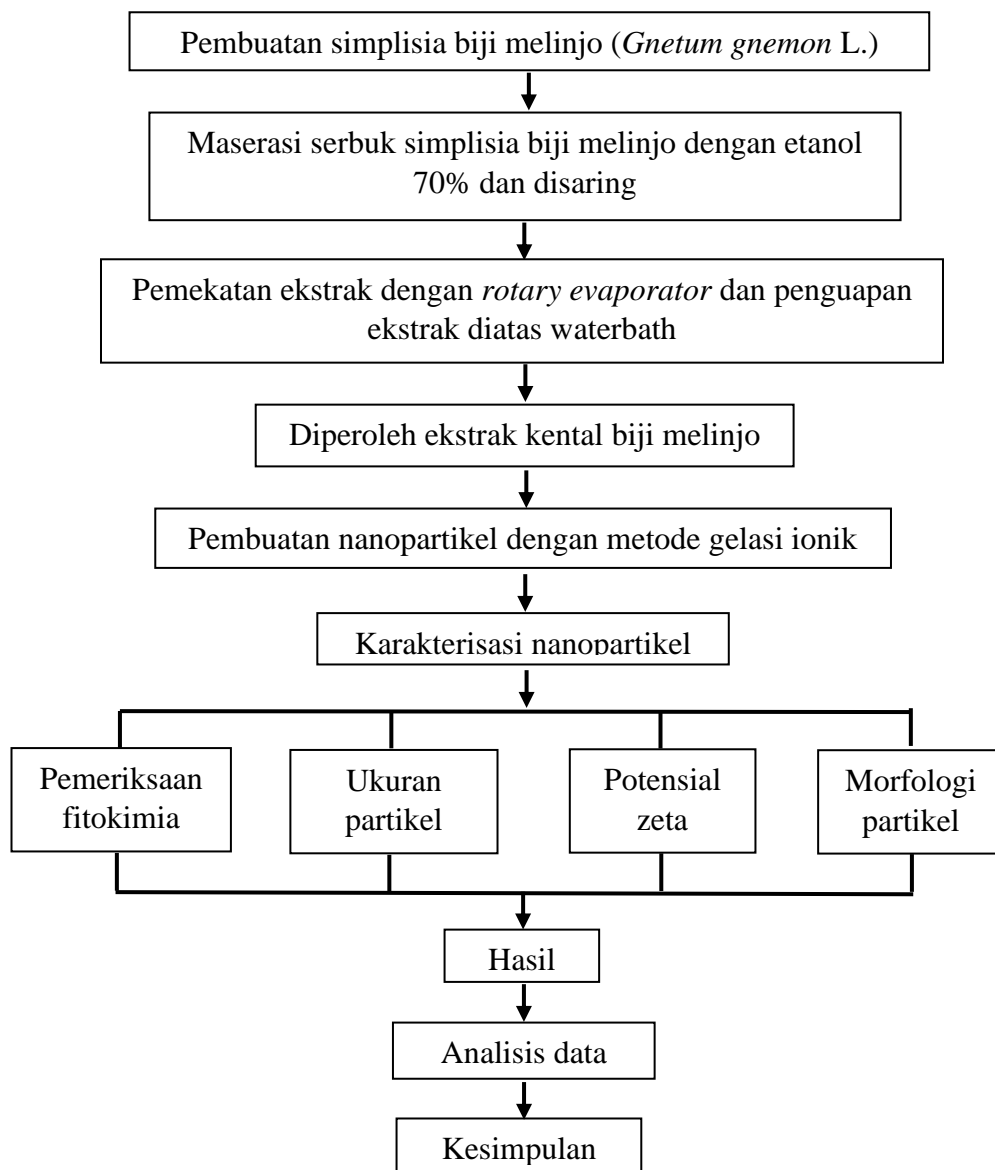 Pembuatan simplisia biji melinjo (Gnetum gnemon L.)
Maserasi serbuk simplisia biji melinjo dengan etanol
70% dan disaring
Pemekatan ekstrak dengan rotary evaporator dan penguapan
ekstrak diatas waterbath
Diperoleh ekstrak kental biji melinjo
Pembuatan nanopartikel dengan metode gelasi ionik
Karakterisasi nanopartikel
Pemeriksaan
fitokimia
Ukuran
partikel
Potensial
zeta
Morfologi
partikel
Hasil
Analisis data
Kesimpulan